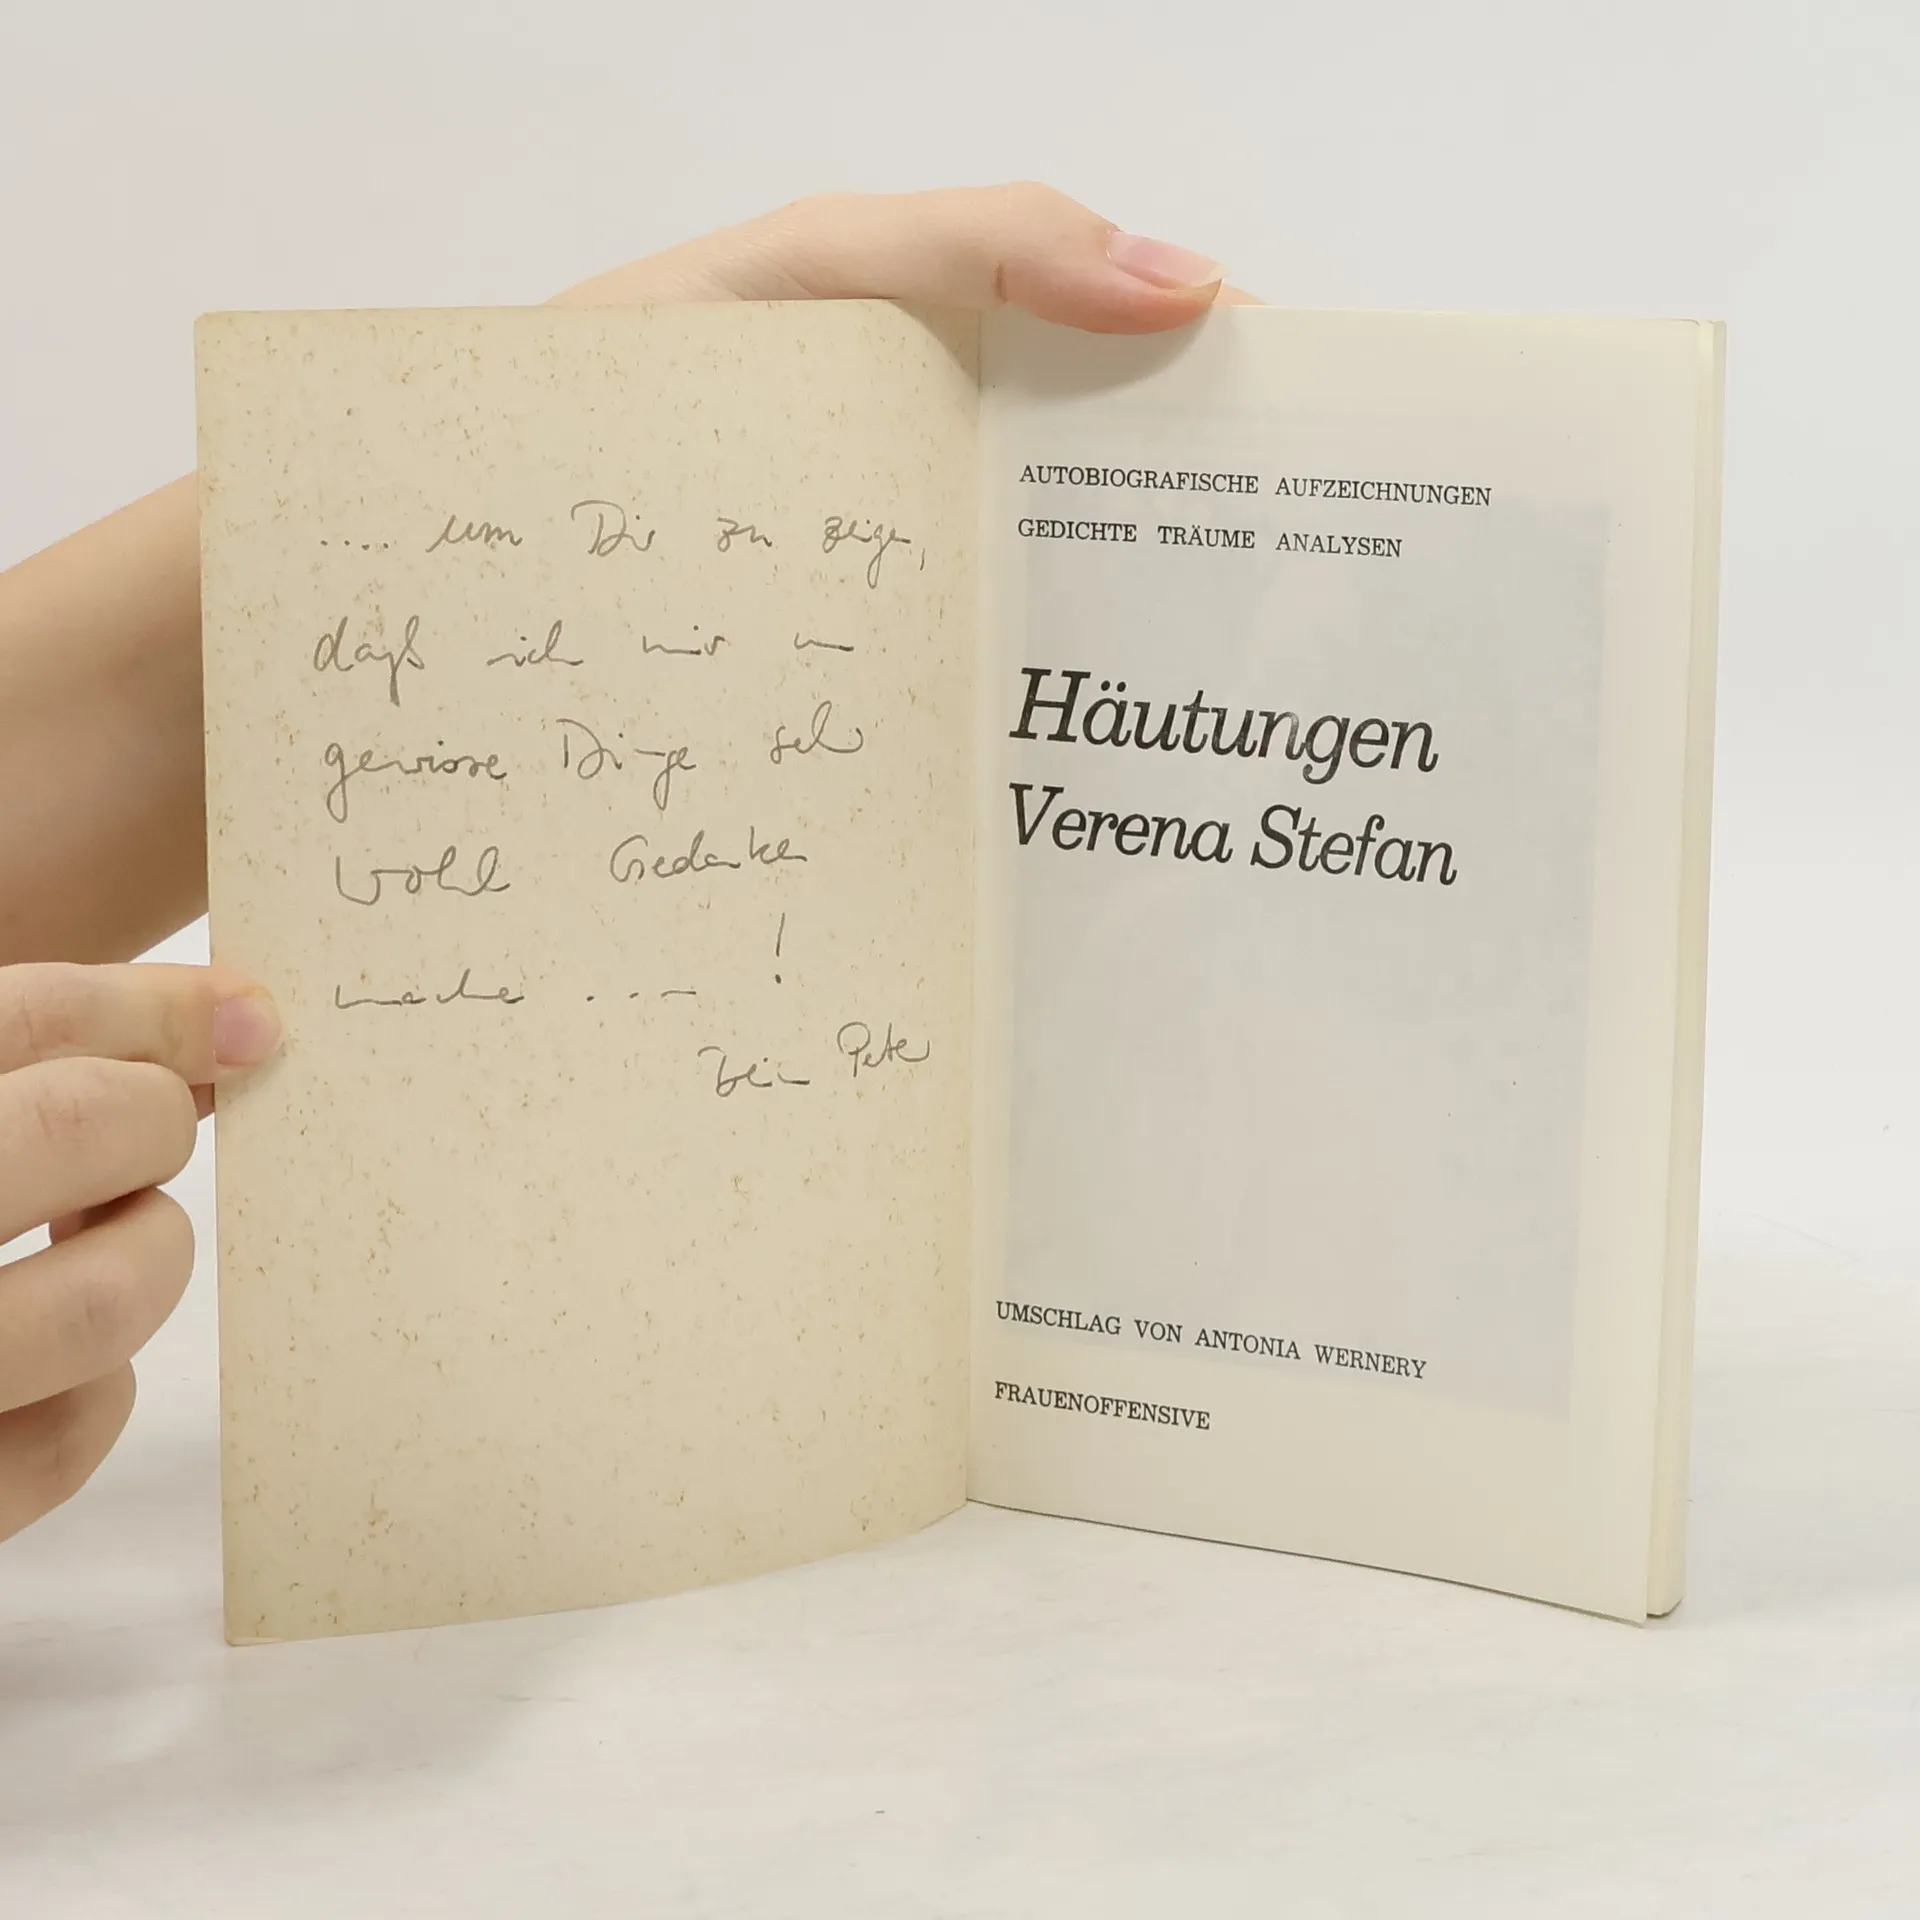 .... um Dir zu zeigen,
daß ich mir um
gewisse Dinge sehr
wohl Gedanken
mache ... !
Dein Peter
AUTOBIOGRAFISCHE AUFZEICHNUNGEN
GEDICHTE TRÄUME ANALYSEN
Häutungen
Verena Stefan
UMSCHLAG VON ANTONIA WERNERY
FRAUENOFFENSIVE